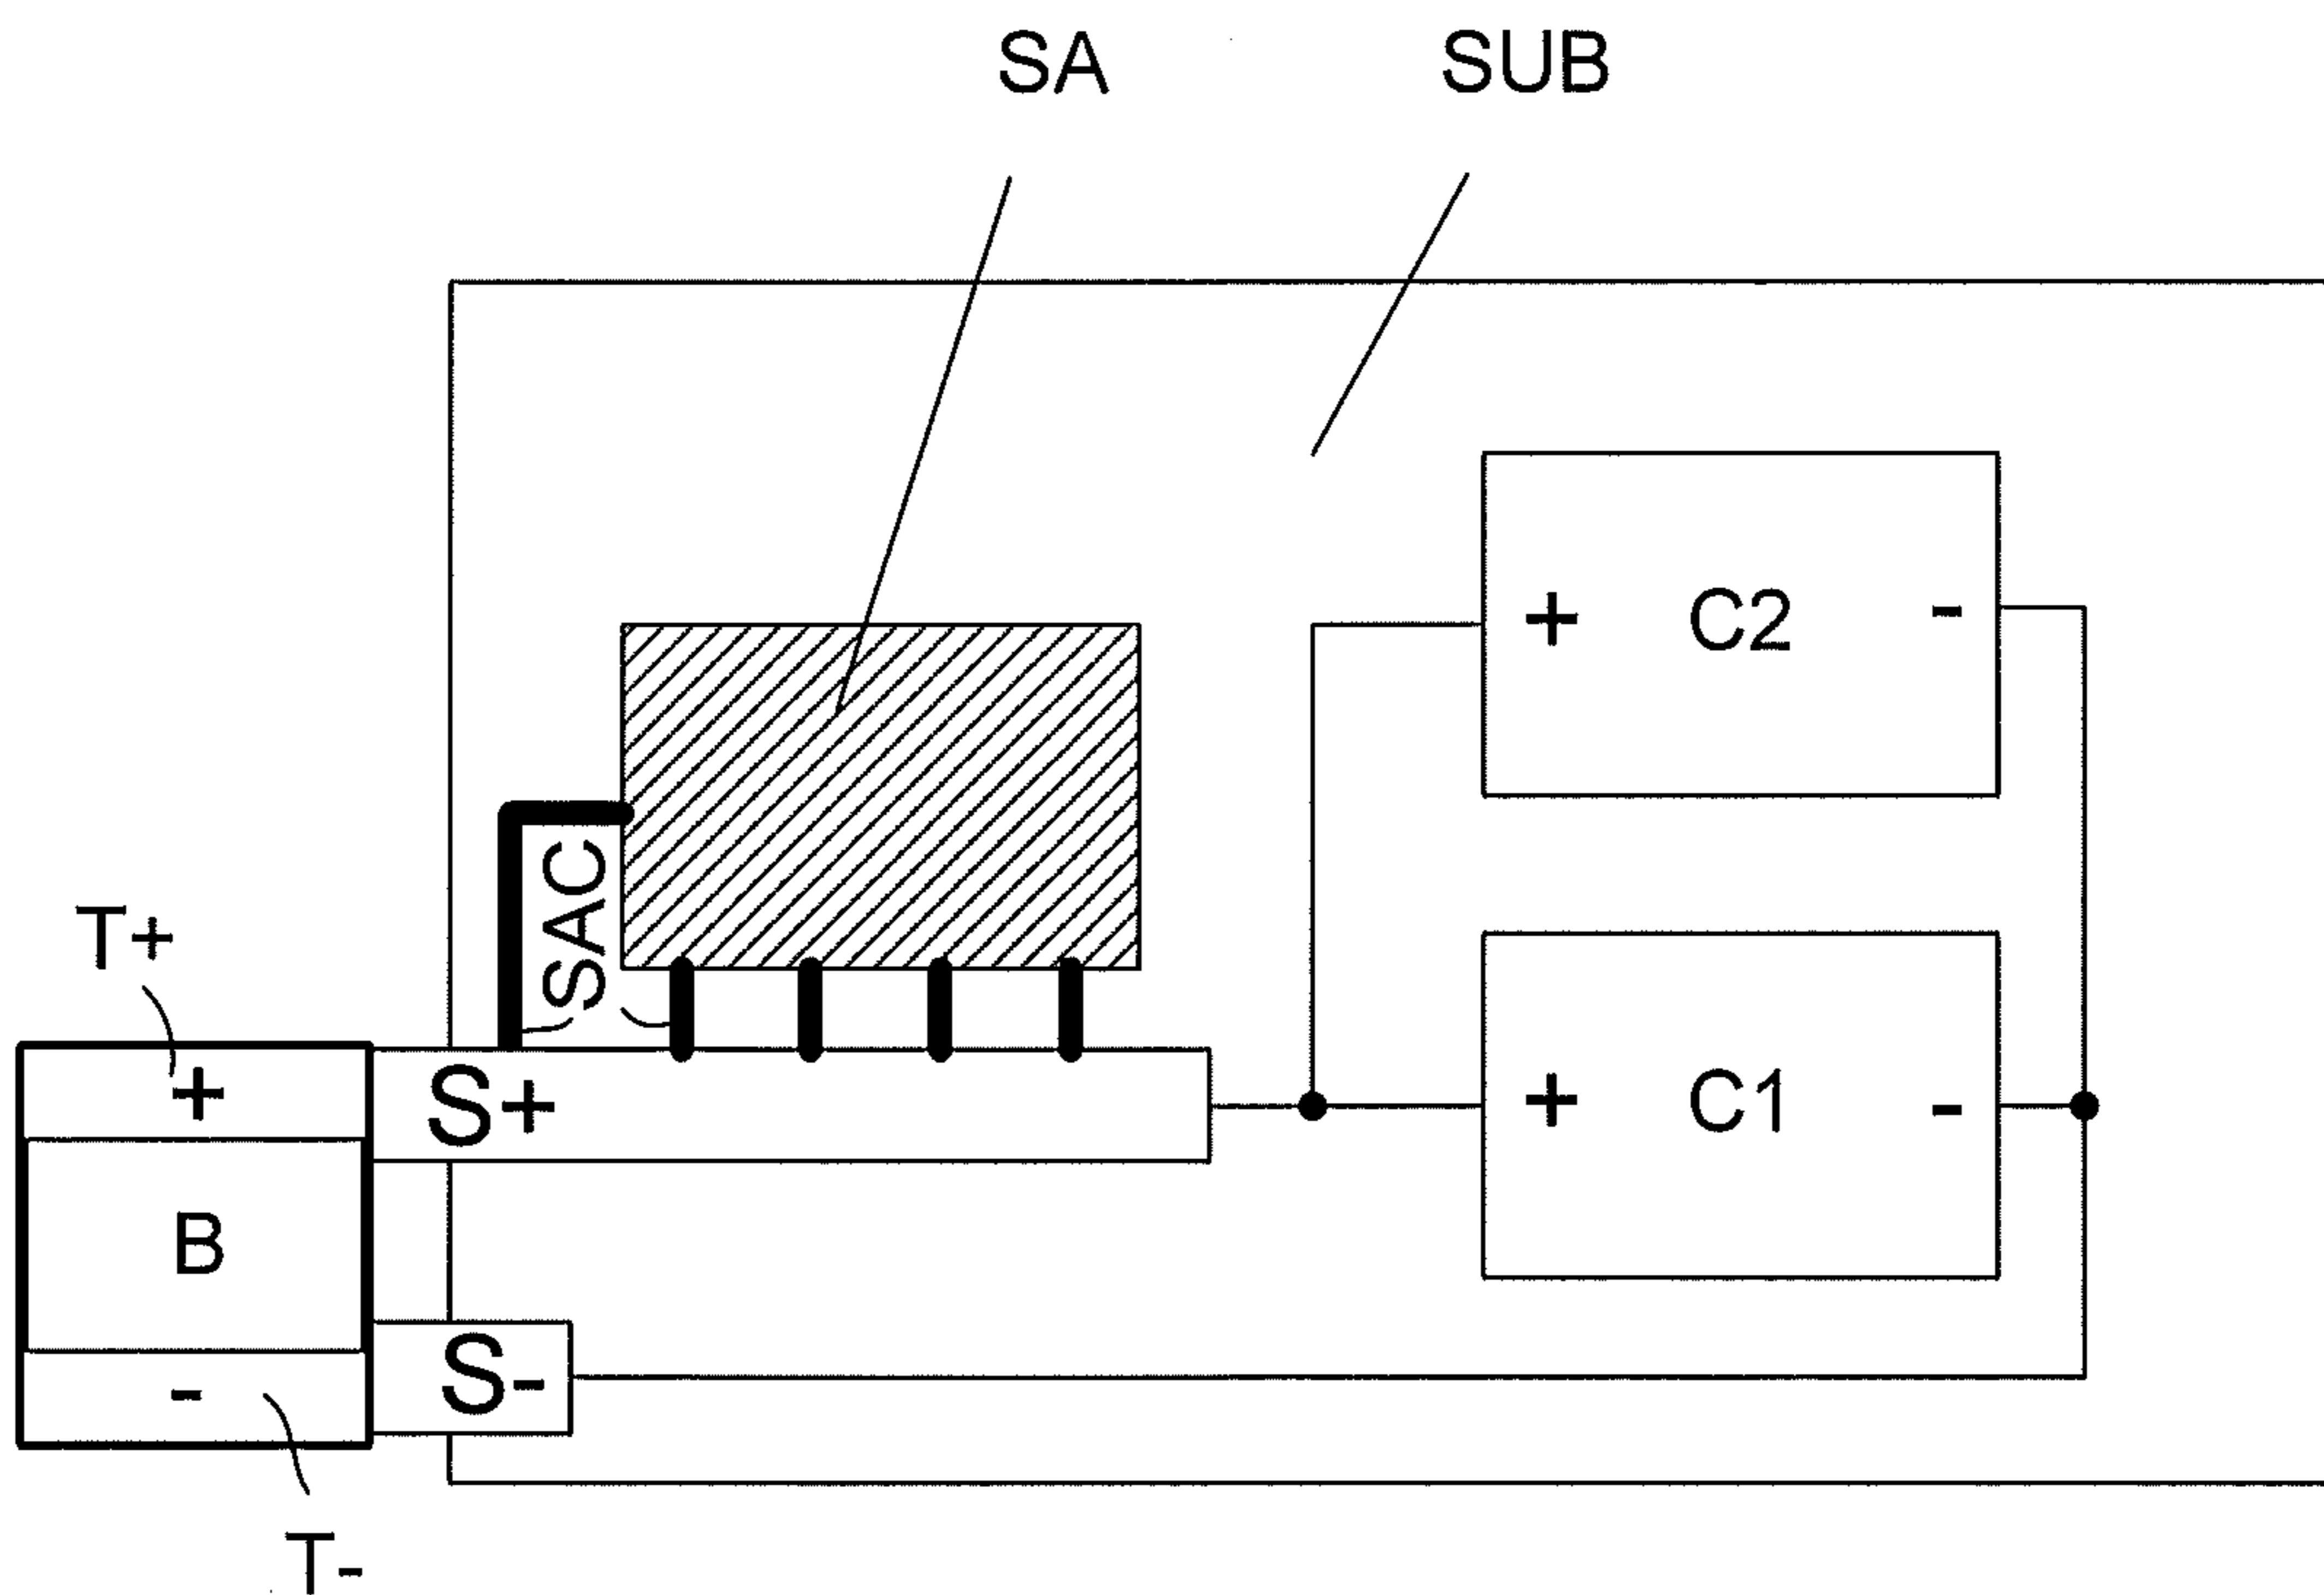 SA
SUB
+ C2 -
SAC
T+
+
S+
+ C1 -
B
S-
-
T-